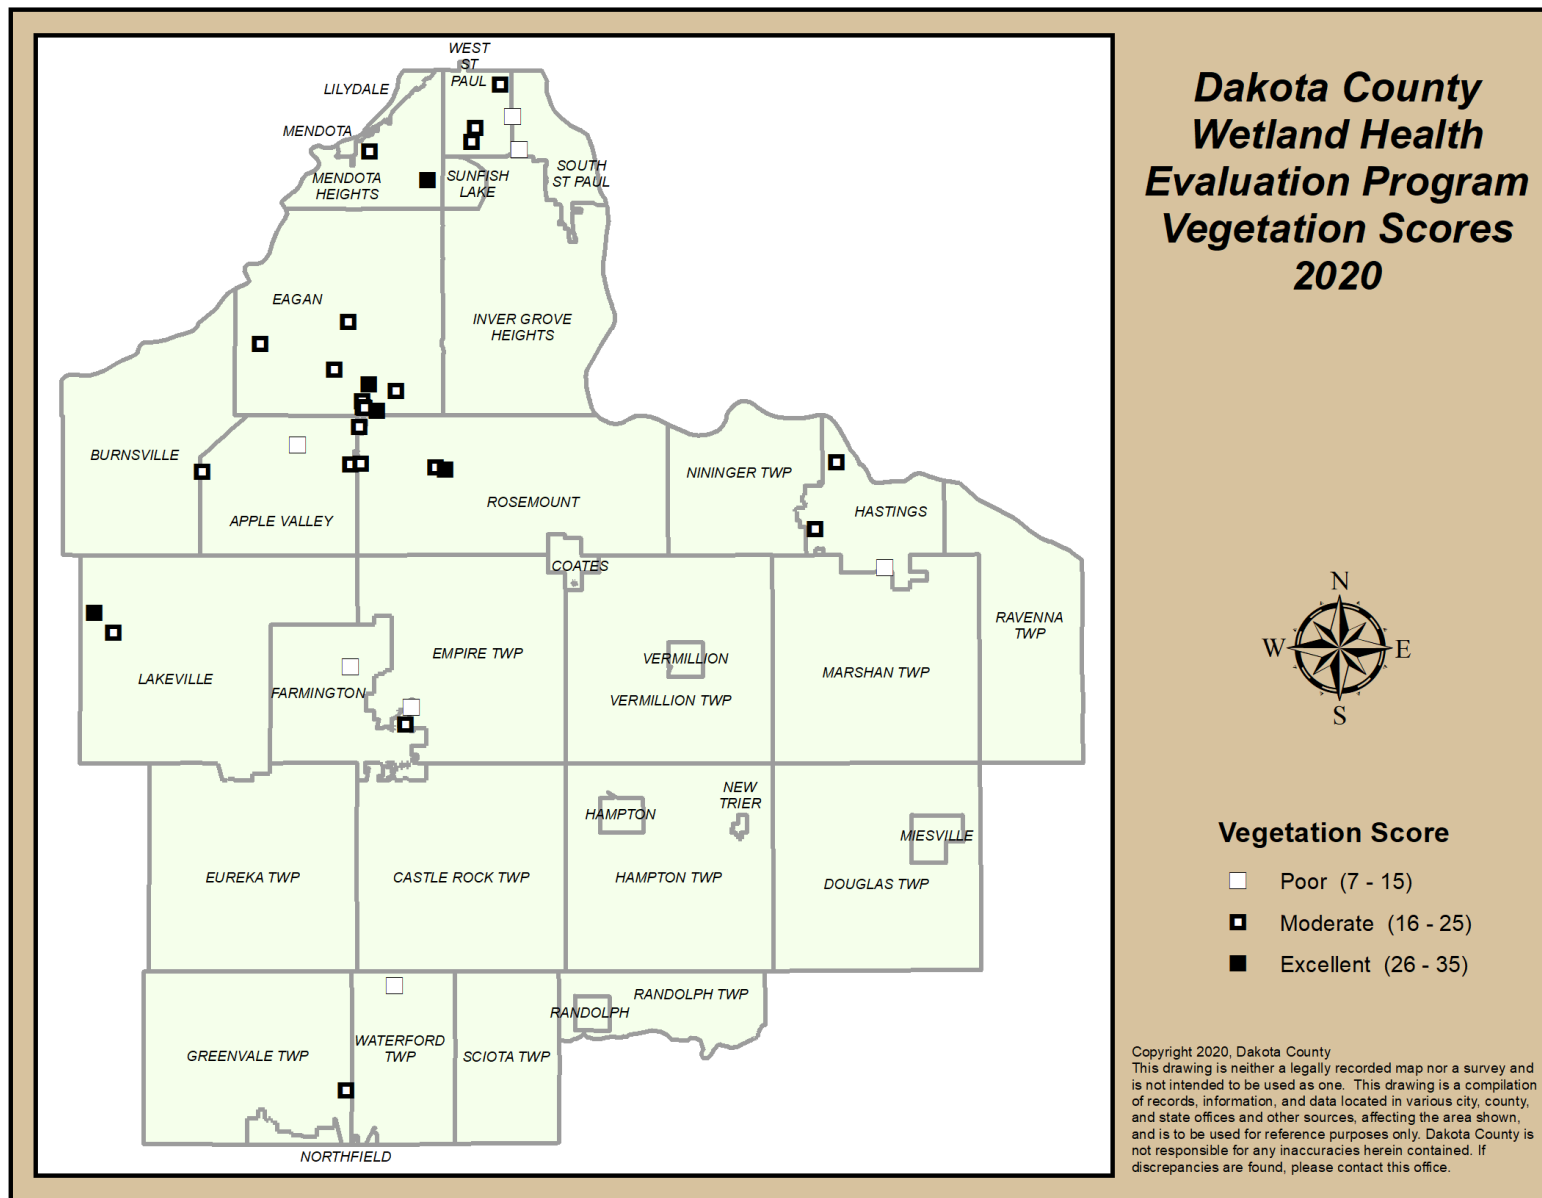 Dakota County
Wetland Health
Evaluation Program
Vegetation Scores
2020
WEST
ST
PAUL
LILYDALE
MENDOTA
MENDOTA
HEIGHTS
SUNFISH
LAKE
SOUTH
ST PAUL
EAGAN
INVER GROVE
HEIGHTS
BURNSVILLE
APPLE VALLEY
ROSEMOUNT
NININGER TWP
HASTINGS
COATES
RAVENNA
TWP
LAKEVILLE
FARMINGTON
EMPIRE TWP
VERMILLION
VERMILLION TWP
MARSHAN TWP
NEW
TRIER
HAMPTON
MIESVILLE
EUREKA TWP
CASTLE ROCK TWP
HAMPTON TWP
DOUGLAS TWP
RANDOLPH TWP
RANDOLPH
GREENVALE TWP
WATERFORD
TWP
SCIOTA TWP
NORTHFIELD
N
W
E
S
Vegetation Score
Poor (7 - 15)
Moderate (16 - 25)
Excellent (26 - 35)
Copyright 2020, Dakota County
This drawing is neither a legally recorded map nor a survey and
is not intended to be used as one. This drawing is a compilation
of records, information, and data located in various city, county,
and state offices and other sources, affecting the area shown,
and is to be used for reference purposes only. Dakota County is
not responsible for any inaccuracies herein contained. If
discrepancies are found, please contact this office.